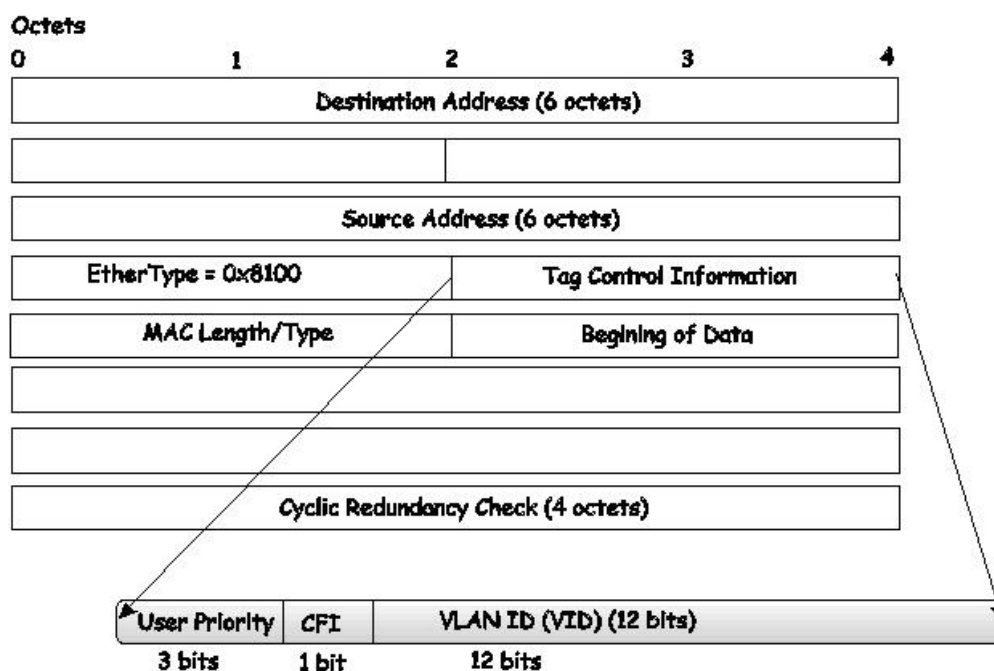 Octets
0 1 2 3 4
Destination Address (6 octets)
Source Address (6 octets)
EtherType = 0x8100 Tag Control Information
MAC Length/Type Begining of Data
Cyclic Redundancy Check (4 octets)
User Priority CFI VLAN ID (VID) (12 bits)
3 bits 1 bit 12 bits